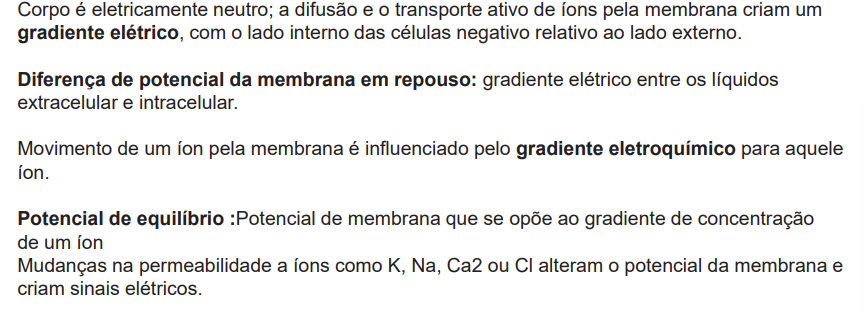 Corpo é eletricamente neutro; a difusão e o transporte ativo de íons pela membrana criam um
gradiente elétrico, com o lado interno das células negativo relativo ao lado externo.
Diferença de potencial da membrana em repouso: gradiente elétrico entre os líquidos
extracelular e intracelular.
Movimento de um íon pela membrana é influenciado pelo gradiente eletroquímico para aquele
íon.
Potencial de equilíbrio :Potencial de membrana que se opõe ao gradiente de concentração
de um íon
Mudanças na permeabilidade a íons como K, Na, Ca2 ou Cl alteram o potencial da membrana e
criam sinais elétricos.